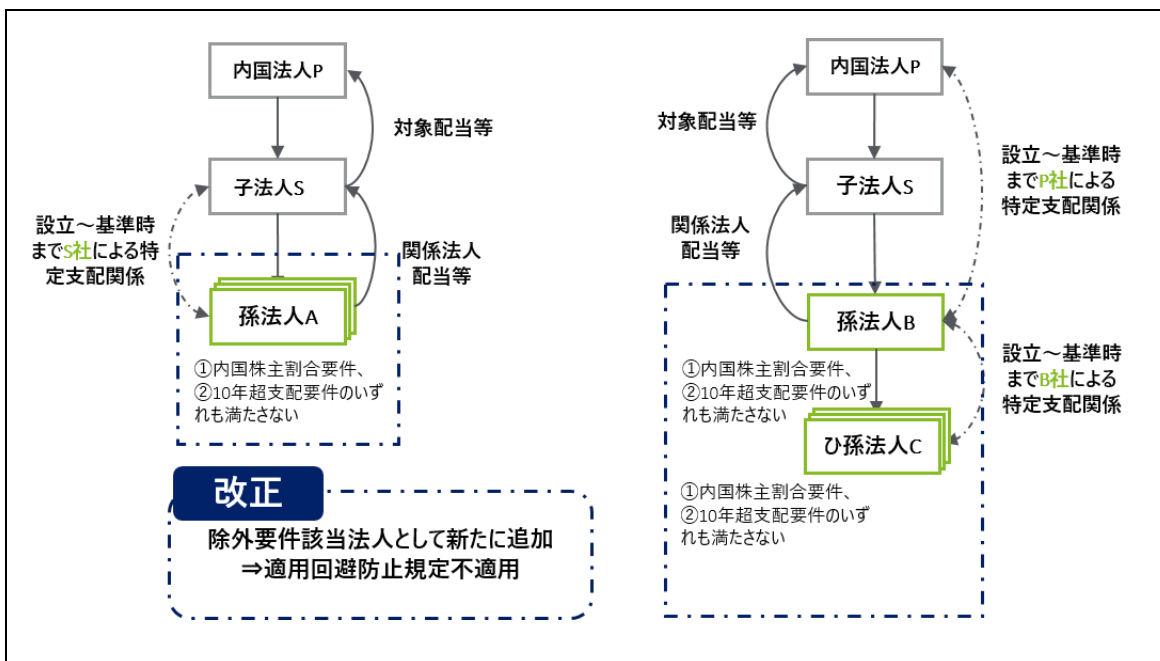 内国法人P
対象配当等
子法人S
設立～基準時
までS社による特
定支配関係
関係法人
配当等
孫法人A
①内国株主割合要件、
②10年超支配要件のいず
れも満たさない
改正
除外要件該当法人として新たに追加
⇒適用回避防止規定不適用
内国法人P
対象配当等
設立～基準時
までP社による
特定支配関係
子法人S
関係法人
配当等
孫法人B
①内国株主割合要件、
②10年超支配要件のいず
れも満たさない
設立～基準時
までB社による
特定支配関係
ひ孫法人C
①内国株主割合要件、
②10年超支配要件のいず
れも満たさない